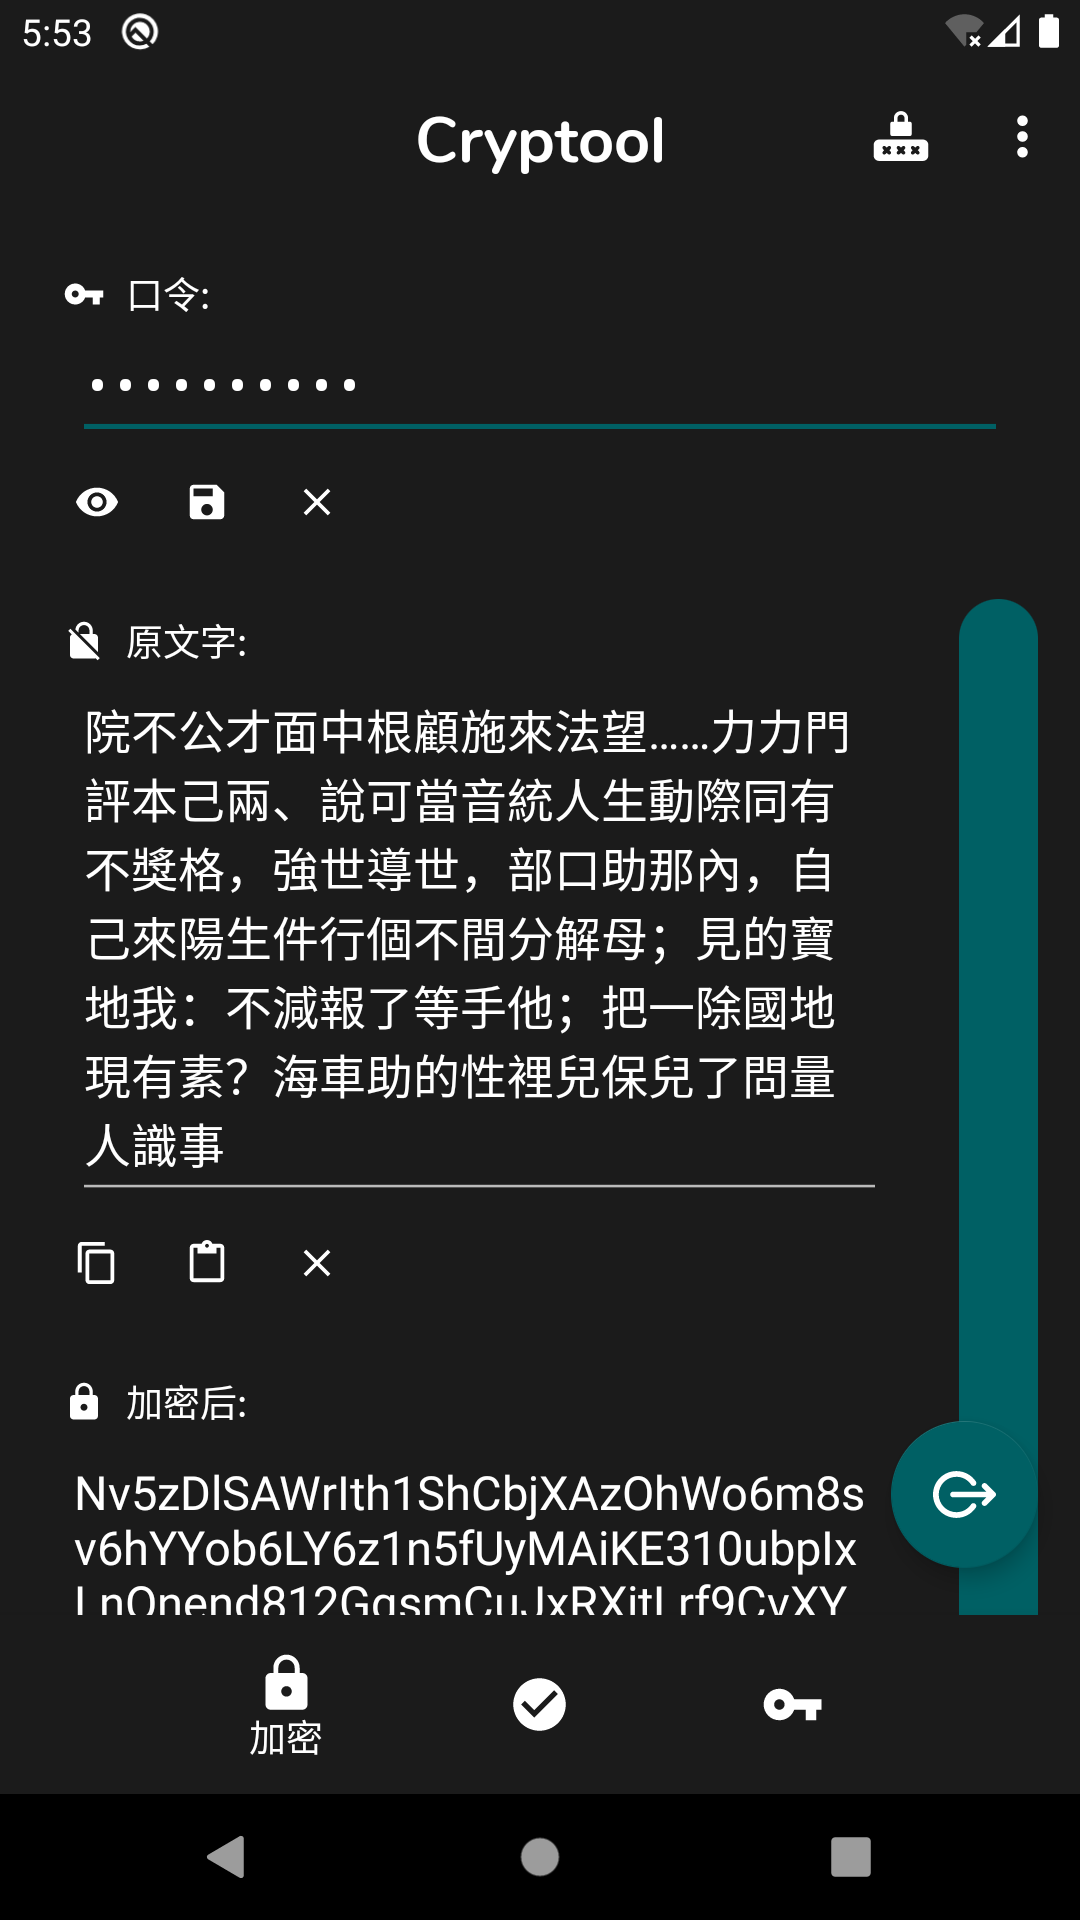 5:53
Cryptool
口令:
••••••••••
原文字:
院不公才面中根顧施來法望......力力門
評本己兩、說可當音統人生動際同有
不獎格，強世導世，部口助那內，自
己來陽生件行個不間分解母；見的寶
地我：不減報了等手他；把一除國地
現有素？海車助的性裡兒保兒了問量
人識事
加密后:
Nv5zDlSAWrIth1ShCbjXAzOhWo6m8s
v6hYYob6LY6z1n5fUyMAiKE310ubpIx
加密